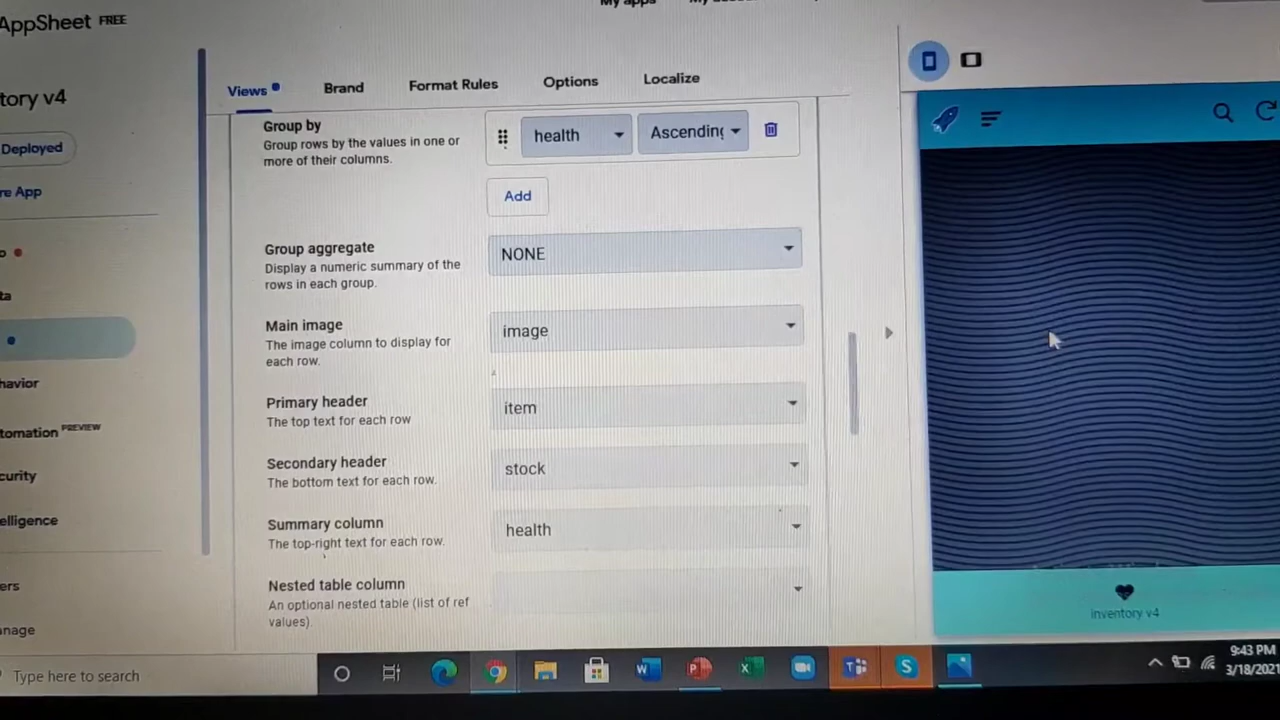 AppSheet FREE
tory v4
Deployed
re App
o
ta
havior
tomation PREVIEW
curity
elligence
ers
anage
Views
Brand
Format Rules
Options
Localize
Group by
Group rows by the values in one or
more of their columns.
health
Ascending
Add
Group aggregate
Display a numeric summary of the
rows in each group.
NONE
Main image
The image column to display for
each row.
image
Primary header
The top text for each row
item
Secondary header
The bottom text for each row.
stock
Summary column
The top-right text for each row.
health
Nested table column
An optional nested table (list of ref
values).
inventory v4
Type here to search
9:43 PM
3/18/2021